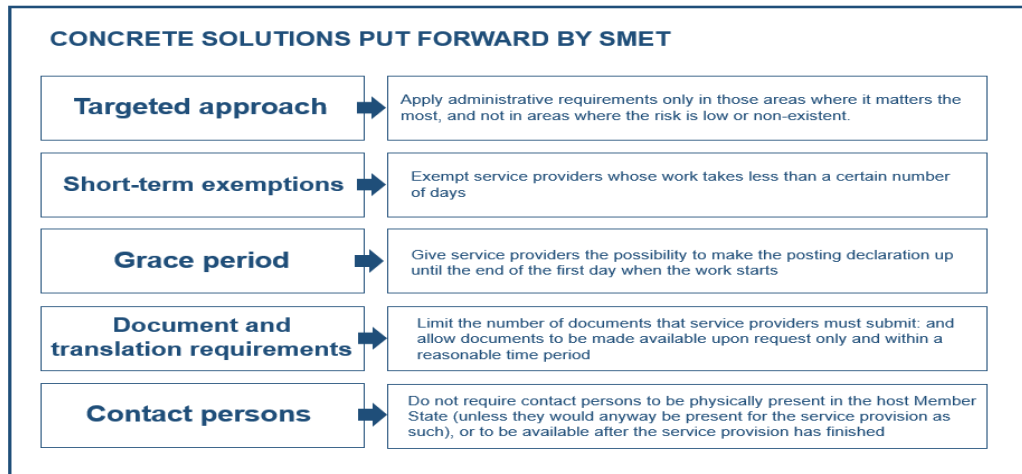 CONCRETE SOLUTIONS PUT FORWARD BY SMET
Targeted approach
Apply administrative requirements only in those areas where it matters the
most, and not in areas where the risk is low or non-existent.
Short-term exemptions
Exempt service providers whose work takes less than a certain number
of days
Grace period
Give service providers the possibility to make the posting declaration up
until the end of the first day when the work starts
Document and
translation requirements
Limit the number of documents that service providers must submit: and
allow documents to be made available upon request only and within a
reasonable time period
Contact persons
Do not require contact persons to be physically present in the host Member
State (unless they would anyway be present for the service provision as
such), or to be available after the service provision has finished